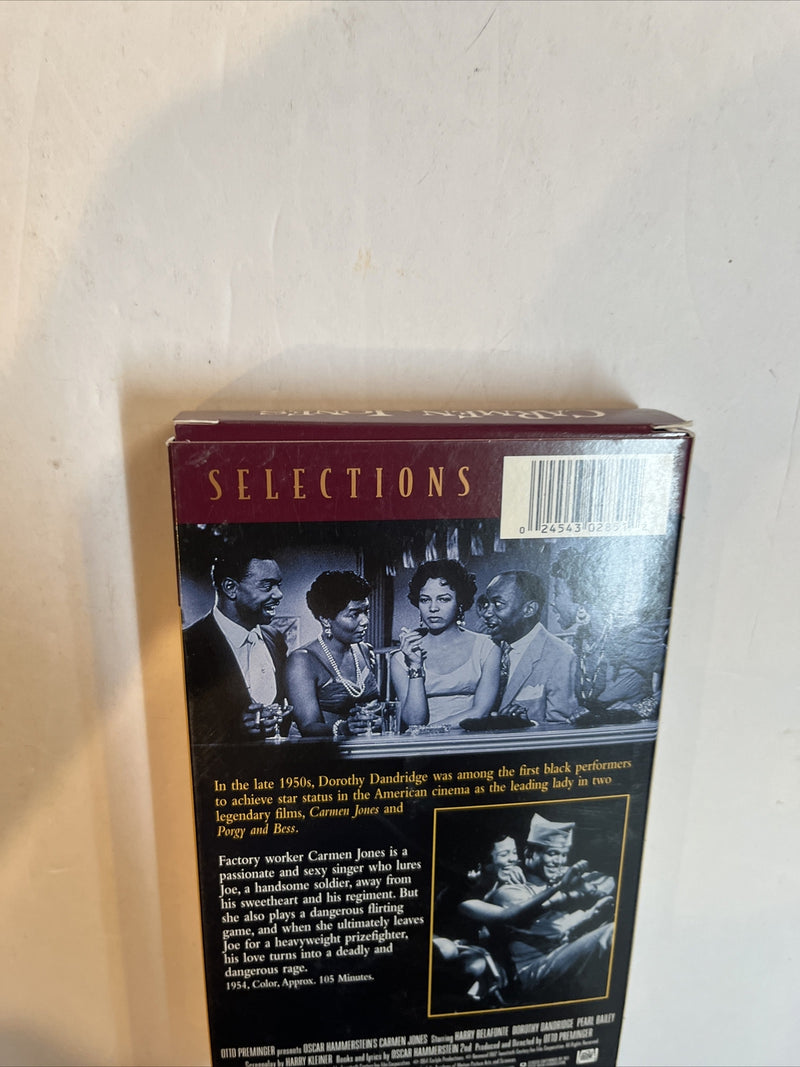 CARMEN JONES
SELECTIONS
0 24543 02
In the late 1950s, Dorothy Dandridge was among the first black performers
to achieve star status in the American cinema as the leading lady in two
legendary films, Carmen Jones and
Porgy and Bess.
Factory worker Carmen Jones is a
passionate and sexy singer who lures
Joe, a handsome soldier, away from
his sweetheart and his regiment. But
she also plays a dangerous flirting
game, and when she ultimately leaves
Joe for a heavyweight prizefighter,
his love turns into a deadly and
dangerous rage.
1954, Color, Approx. 105 Minutes.
OTTO PREMINGER presents OSCAR HAMMERSTEIN'S CARMEN JONES Starring HARRY BELAFONTE DOROTHY DANDRIDGE PEARL BAILEY
Screenplay by HARRY KLEINER Books and lyrics by OSCAR HAMMERSTEIN 2nd Produced and Directed by OTTO PREMINGER